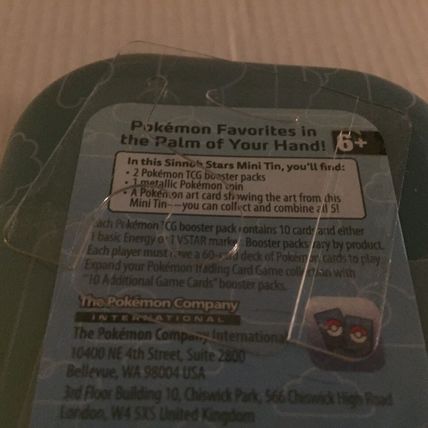 Pokémon Favorites in
the Palm of Your Hand! 6+
In this Sinnoh Stars Mini Tin, you'll find:
• 2 Pokémon TCG booster packs
• 1 metallic Pokémon coin
• A Pokémon art card showing the art from this
Mini Tin—you can collect and combine all 5!
Each Pokémon TCG booster pack contains 10 cards and either
1 basic Energy or 1 VSTAR marker. Booster packs vary by product.
Each player must have a 60-card deck of Pokémon cards to play.
Expand your Pokémon Trading Card Game collection with
"10 Additional Game Cards" booster packs.
The Pokémon Company
INTERNATIONAL
The Pokémon Company International
10400 NE 4th Street, Suite 2800
Bellevue, WA 98004 USA
3rd Floor Building 10, Chiswick Park, 566 Chiswick High Road
London, W4 5XS United Kingdom